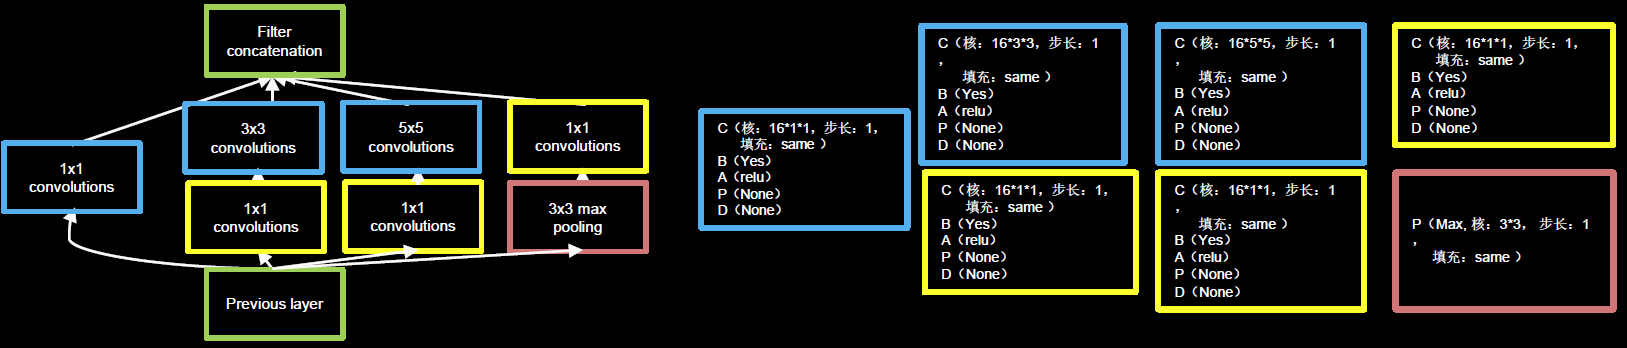 Filter
concatenation
3x3
convolutions
5x5
convolutions
1x1
convolutions
1x1
convolutions
1x1
convolutions
1x1
convolutions
3x3 max
pooling
Previous layer
C（核：16*1*1，步长：1，
填充：same ）
B（Yes）
A（relu）
P（None）
D（None）
C（核：16*3*3，步长：1
，
填充：same ）
B（Yes）
A（relu）
P（None）
D（None）
C（核：16*1*1，步长：1，
填充：same ）
B（Yes）
A（relu）
P（None）
D（None）
C（核：16*5*5，步长：1
，
填充：same ）
B（Yes）
A（relu）
P（None）
D（None）
C（核：16*1*1，步长：1
，
填充：same ）
B（Yes）
A（relu）
P（None）
D（None）
C（核：16*1*1，步长：1，
填充：same ）
B（Yes）
A（relu）
P（None）
D（None）
P（Max, 核：3*3， 步长：1
，
填充：same ）